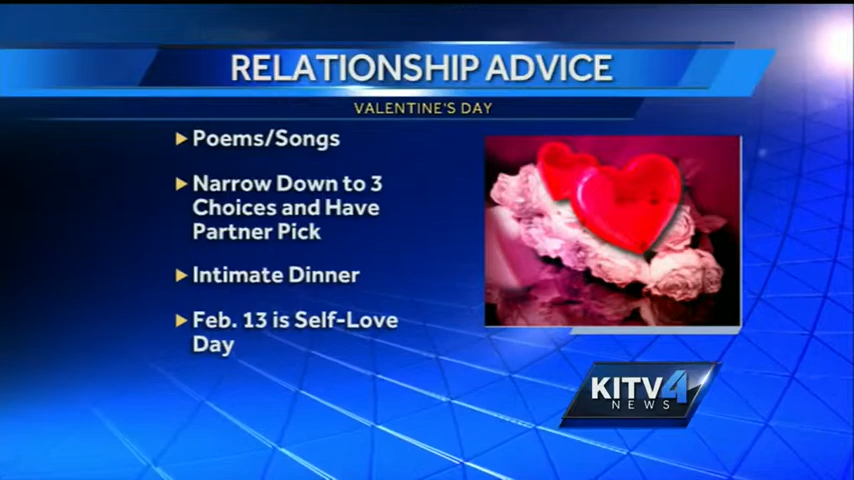 RELATIONSHIP ADVICE
VALENTINE'S DAY
Poems/Songs
Narrow Down to 3
Choices and Have
Partner Pick
Intimate Dinner
Feb. 13 is Self-Love
Day
KITV4
NEWS